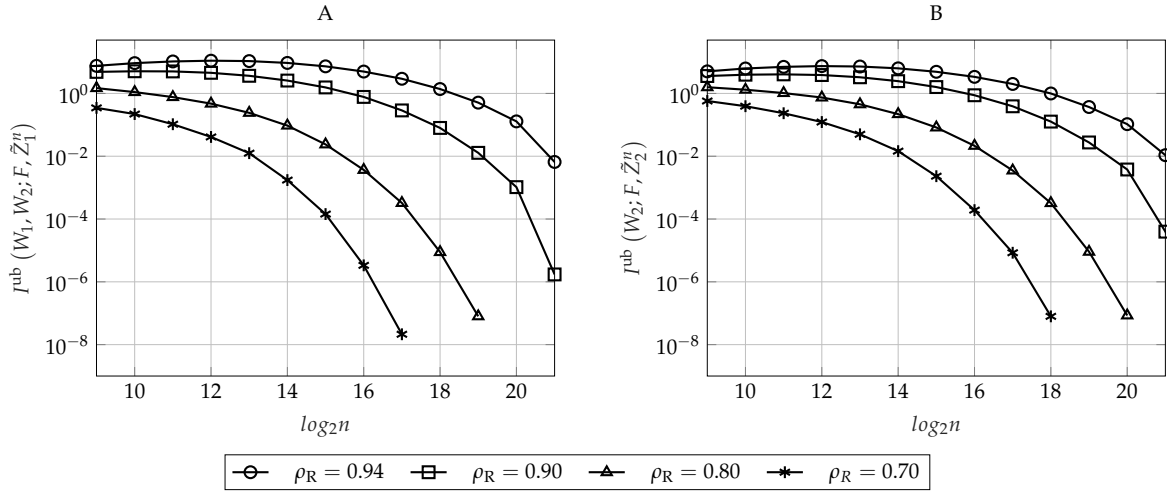 A
B
I^ub (W_1, W_2; F, Z̃_1^n)
10^0
10^−2
10^−4
10^−6
10^−8
10 12 14 16 18 20
log_2n
I^ub (W_2; F, Z̃_2^n)
10^0
10^−2
10^−4
10^−6
10^−8
10 12 14 16 18 20
log_2n
ρ_R = 0.94 ρ_R = 0.90 ρ_R = 0.80 ρ_R = 0.70